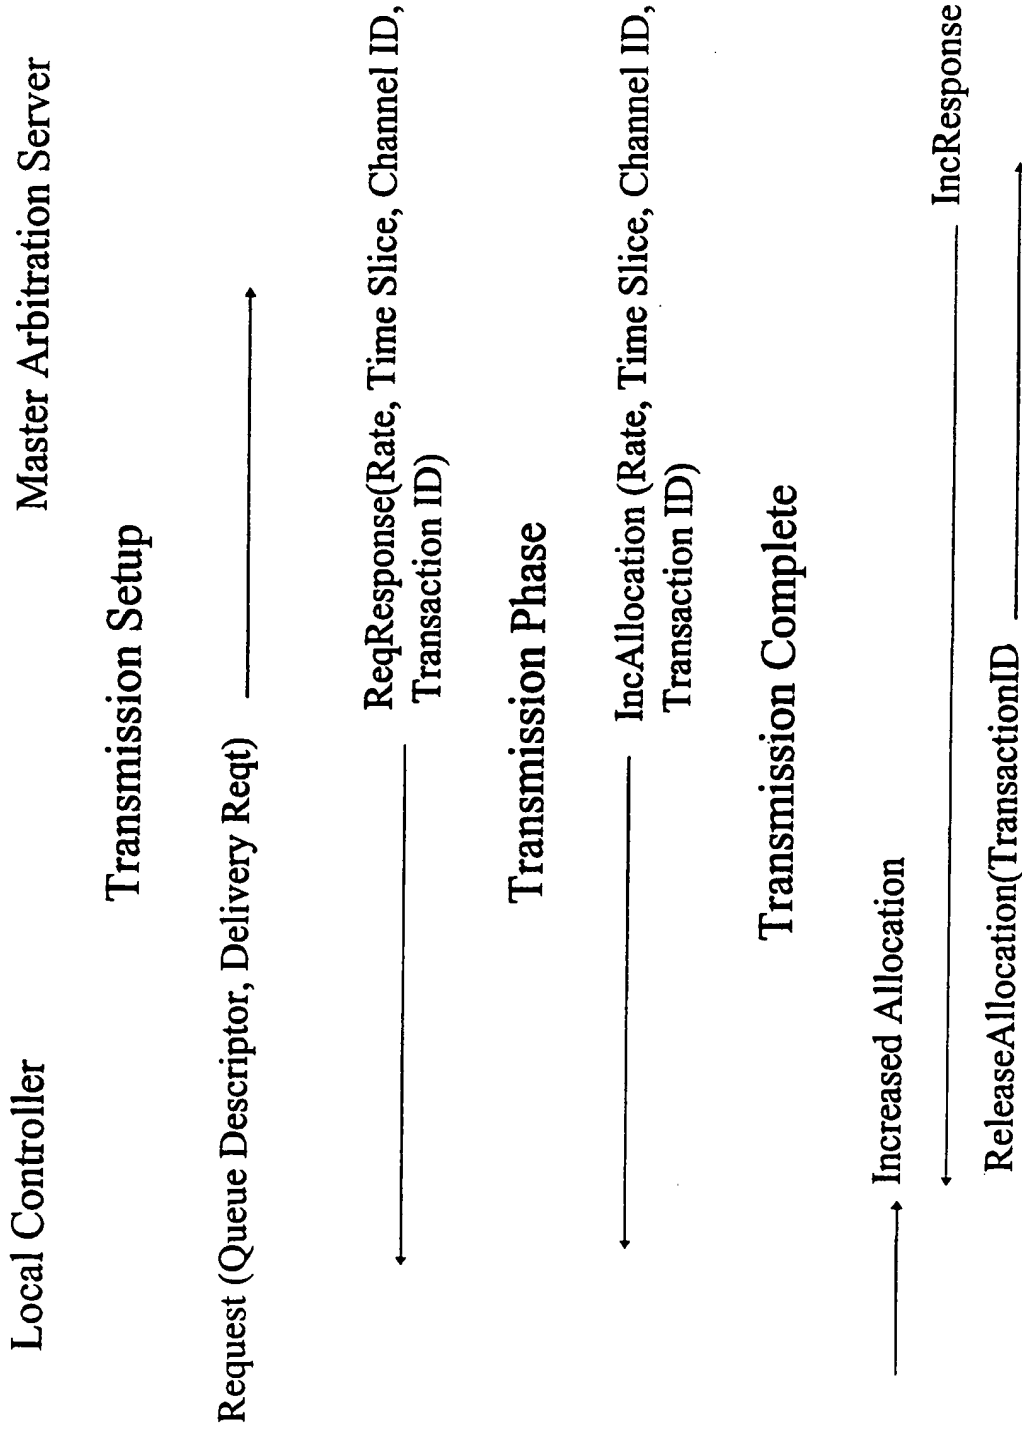 Local Controller
Master Arbitration Server
Transmission Setup
Request (Queue Descriptor, Delivery Reqt)
ReqResponse(Rate, Time Slice, Channel ID,
Transaction ID)
Transmission Phase
IncAllocation (Rate, Time Slice, Channel ID,
Transaction ID)
Transmission Complete
Increased Allocation
IncResponse
ReleaseAllocation(TransactionID